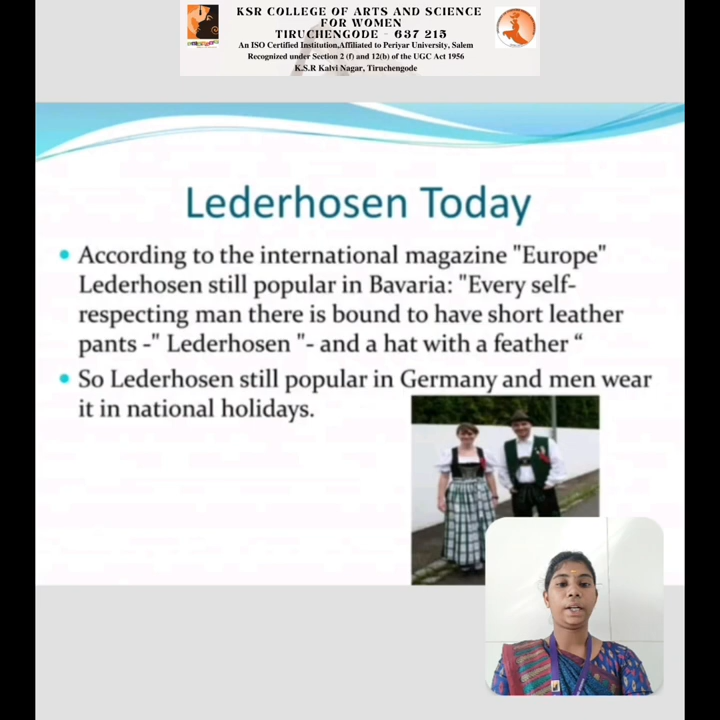 KSR COLLEGE OF ARTS AND SCIENCE
FOR WOMEN
TIRUCHENGODE - 637 215
An ISO Certified Institution,Affiliated to Periyar University, Salem
Recognized under Section 2 (f) and 12(b) of the UGC Act 1956
K.S.R Kalvi Nagar, Tiruchengode
Lederhosen Today
• According to the international magazine "Europe"
Lederhosen still popular in Bavaria: "Every self-
respecting man there is bound to have short leather
pants -" Lederhosen "- and a hat with a feather “
• So Lederhosen still popular in Germany and men wear
it in national holidays.